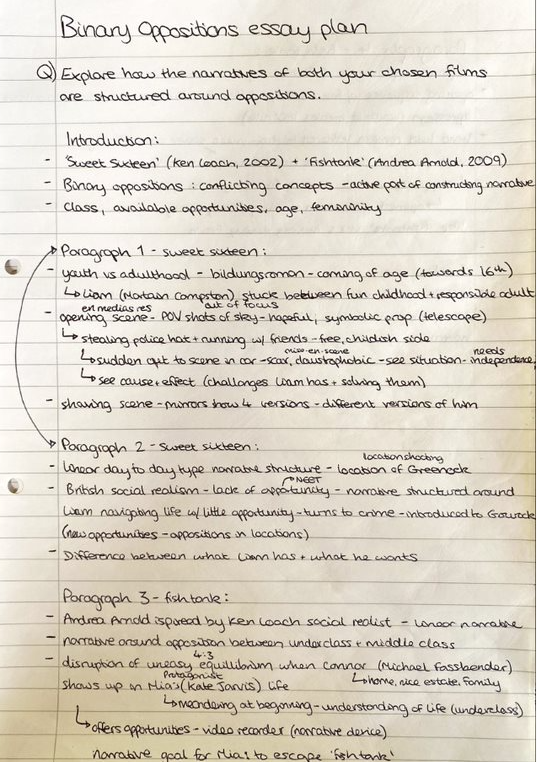 Binary Oppositions essay plan
Q) Explore how the narratives of both your chosen films
are structured around oppositions.
Introduction:
- 'Sweet Sixteen' (Ken Loach, 2002) + 'Fishtank' (Andrea Arnold, 2009)
- Binary oppositions : conflicting concepts - active part of constructing narrative
- Class, available opportunities, age, femininity
Paragraph 1 - sweet sixteen:
- youth vs adulthood - bildungsroman - coming of age (towards 16th)
↳ Liam (Martain Compston) stuck between fun childhood + responsible adult
en medias res out of focus
- opening scene - POV shots of sky - hopeful, symbolic prop (telescope)
↳ stealing police hat + running w/ friends - free, childish side
mise-en-scene needs
↳ sudden cut to scene in car - scar, claustrophobic - see situation - independence
↳ see cause + effect (challenges Liam has + solving them)
- shaving scene - mirrors show 4 versions - different versions of him
Paragraph 2 - sweet sixteen:
location shooting
- Linear day to day type narrative structure - location of Greenock
NEET
- British social realism - lack of opportunity - narrative structured around
Liam navigating life w/ little opportunity - turns to crime - introduced to Gourock
(new opportunities - oppositions in locations)
- Difference between what Liam has + what he wants
Paragraph 3 - fishtank:
- Andrea Arnold ispired by Ken Loach social realist - linear narrative
- narrative around opposition between underclass + middle class
4:3
- disruption of uneasy equilibrium when Connor (Michael Fassbender)
Protagonist
shows up in Mia's (Kate Jarvis) life ↳ home, nice estate, family
↳ meandering at beginning - understanding of life (underclass)
↳ offers opportunities - video recorder (narrative device)
narrative goal for Mia: to escape 'fishtank'